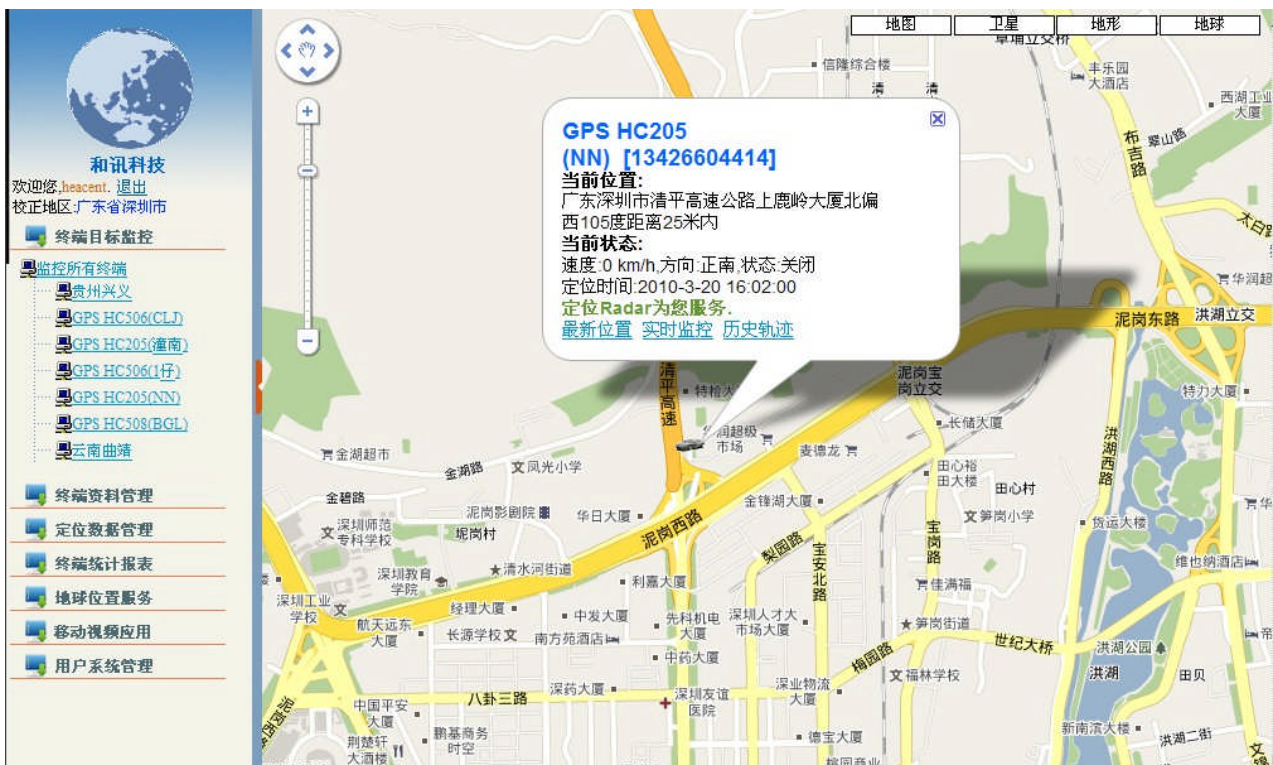 和讯科技
欢迎您,heacent. 退出
校正地区:广东省深圳市
终端目标监控
监控所有终端
贵州兴义
GPS HC506(CLJ)
GPS HC205(潼南)
GPS HC506(1仔)
GPS HC205(NN)
GPS HC508(BGL)
云南曲靖
终端资料管理
定位数据管理
终端统计报表
地球位置服务
移动视频应用
用户系统管理
地图
卫星
地形
地球
GPS HC205
(NN) [13426604414]
当前位置:
广东深圳市清平高速公路上鹿岭大厦北偏
西105度距离25米内
当前状态:
速度:0 km/h,方向:正南,状态:关闭
定位时间:2010-3-20 16:02:00
定位Radar为您服务.
最新位置 实时监控 历史轨迹
草埔立交桥
信隆综合楼
丰乐园
大酒店
西湖工业
大厦
清
清
布吉路
翠山路
太白路
华润超
泥岗东路
洪湖立交
清平高速
特检大
泥岗宝
岗立交
特力大厦
长储大厦
润超级
市场
麦德龙
洪湖西路
金湖超市
金湖路
凤光小学
田心裕
田大楼
田心村
金碧路
泥岗影剧院
华日大厦
金锋湖大厦
笋岗小学
货运大楼
深圳师范
专科学校
坭岗村
泥岗西路
梨园路
宝安北路
宝岗路
维也纳酒店
清水河街道
深圳教育
学院
利嘉大厦
佳满福
深圳工业
学校
经理大厦
中发大厦
先科机电
大厦
深圳人才大
市场大厦
笋岗街道
航天远东
大厦
长源学校
南方苑酒店
世纪大桥
洪湖公园
中药大厦
梅园路
福林学校
洪湖
田贝
深药大厦
深业物流
大厦
八卦三路
深圳友谊
医院
中国平安
大厦
泥岗西
鹏基商务
时空
德宝大厦
新南滨大楼
洪湖二街
荆楚轩
大酒楼
桃园商业